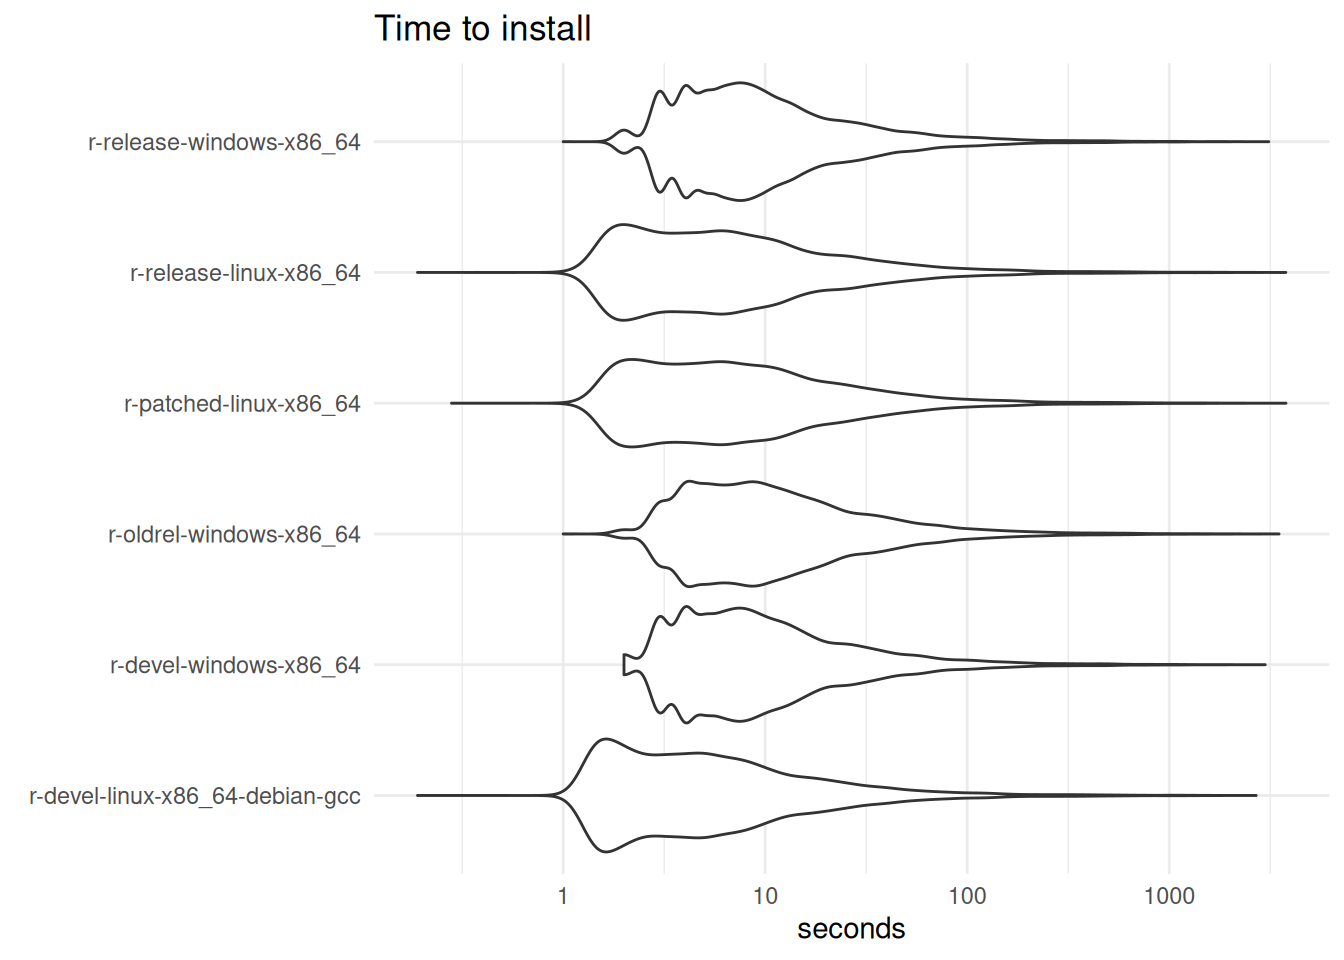 Time to install
r-release-windows-x86_64
r-release-linux-x86_64
r-patched-linux-x86_64
r-oldrel-windows-x86_64
r-devel-windows-x86_64
r-devel-linux-x86_64-debian-gcc
1 10 100 1000
seconds